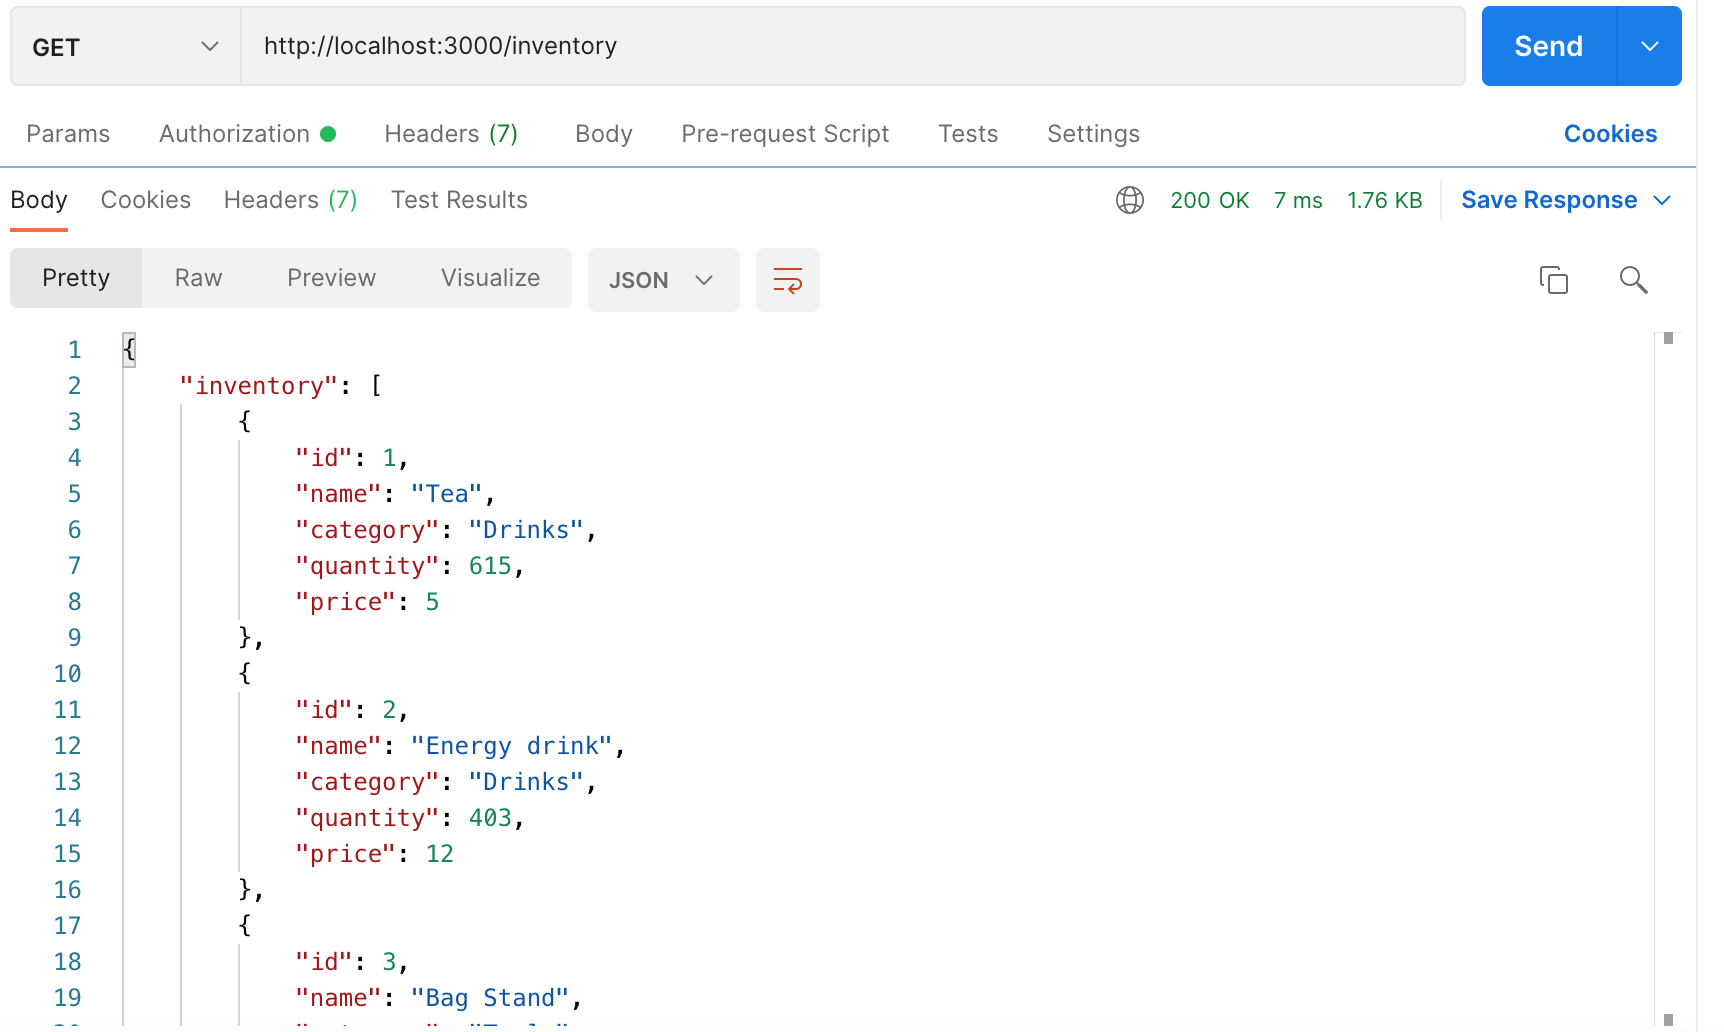 GET http://localhost:3000/inventory Send
Params Authorization Headers (7) Body Pre-request Script Tests Settings Cookies
Body Cookies Headers (7) Test Results 200 OK 7 ms 1.76 KB Save Response
Pretty Raw Preview Visualize JSON
1 {
2 "inventory": [
3 {
4 "id": 1,
5 "name": "Tea",
6 "category": "Drinks",
7 "quantity": 615,
8 "price": 5
9 },
10 {
11 "id": 2,
12 "name": "Energy drink",
13 "category": "Drinks",
14 "quantity": 403,
15 "price": 12
16 },
17 {
18 "id": 3,
19 "name": "Bag Stand",